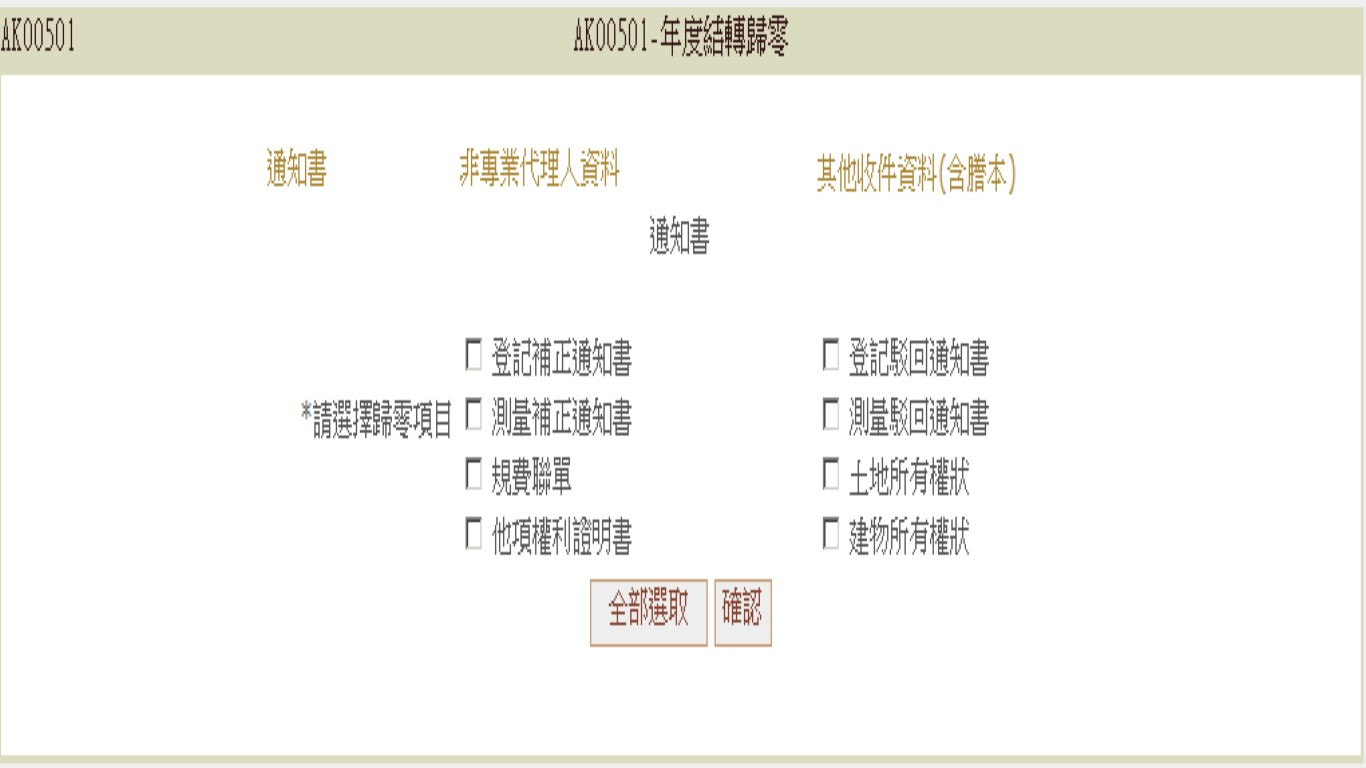 AK00501 AK00501-年度結轉歸零
通知書 非專業代理人資料 其他收件資料(含謄本)
通知書
登記補正通知書 登記駁回通知書
*請選擇歸零項目 測量補正通知書 測量駁回通知書
規費聯單 土地所有權狀
他項權利證明書 建物所有權狀
全部選取 確認